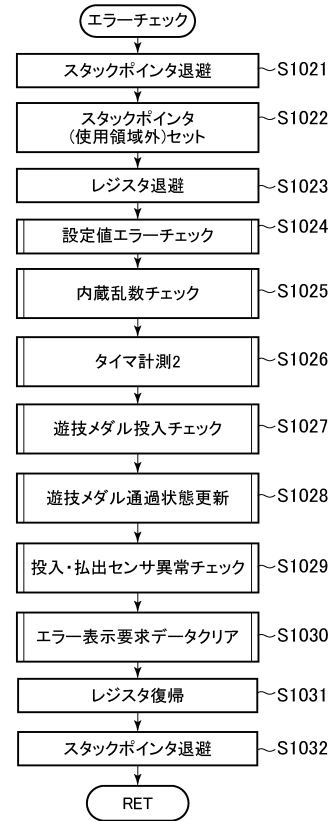 エラーチェック
スタックポインタ退避
S1021
スタックポインタ
(使用領域外)セット
S1022
レジスタ退避
S1023
設定値エラーチェック
S1024
内蔵乱数チェック
S1025
タイマ計測2
S1026
遊技メダル投入チェック
S1027
遊技メダル通過状態更新
S1028
投入・払出センサ異常チェック
S1029
エラー表示要求データクリア
S1030
レジスタ復帰
S1031
スタックポインタ退避
S1032
RET